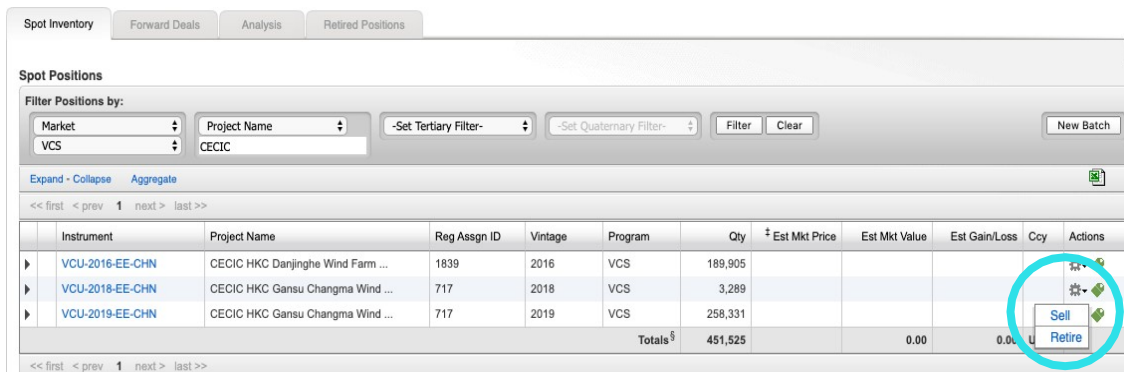 Spot Inventory Forward Deals Analysis Retired Positions
Spot Positions
Filter Positions by:
Market Project Name -Set Tertiary Filter- -Set Quaternary Filter- Filter Clear New Batch
VCS CECIC
Expand - Collapse Aggregate
<< first < prev 1 next > last >>
Instrument Project Name Reg Assgn ID Vintage Program Qty ‡ Est Mkt Price Est Mkt Value Est Gain/Loss Ccy Actions
VCU-2016-EE-CHN CECIC HKC Danjinghe Wind Farm ... 1839 2016 VCS 189,905
VCU-2018-EE-CHN CECIC HKC Gansu Changma Wind ... 717 2018 VCS 3,289
VCU-2019-EE-CHN CECIC HKC Gansu Changma Wind ... 717 2019 VCS 258,331 Sell
Totals § 451,525 0.00 0.00 Retire
<< first < prev 1 next > last >>